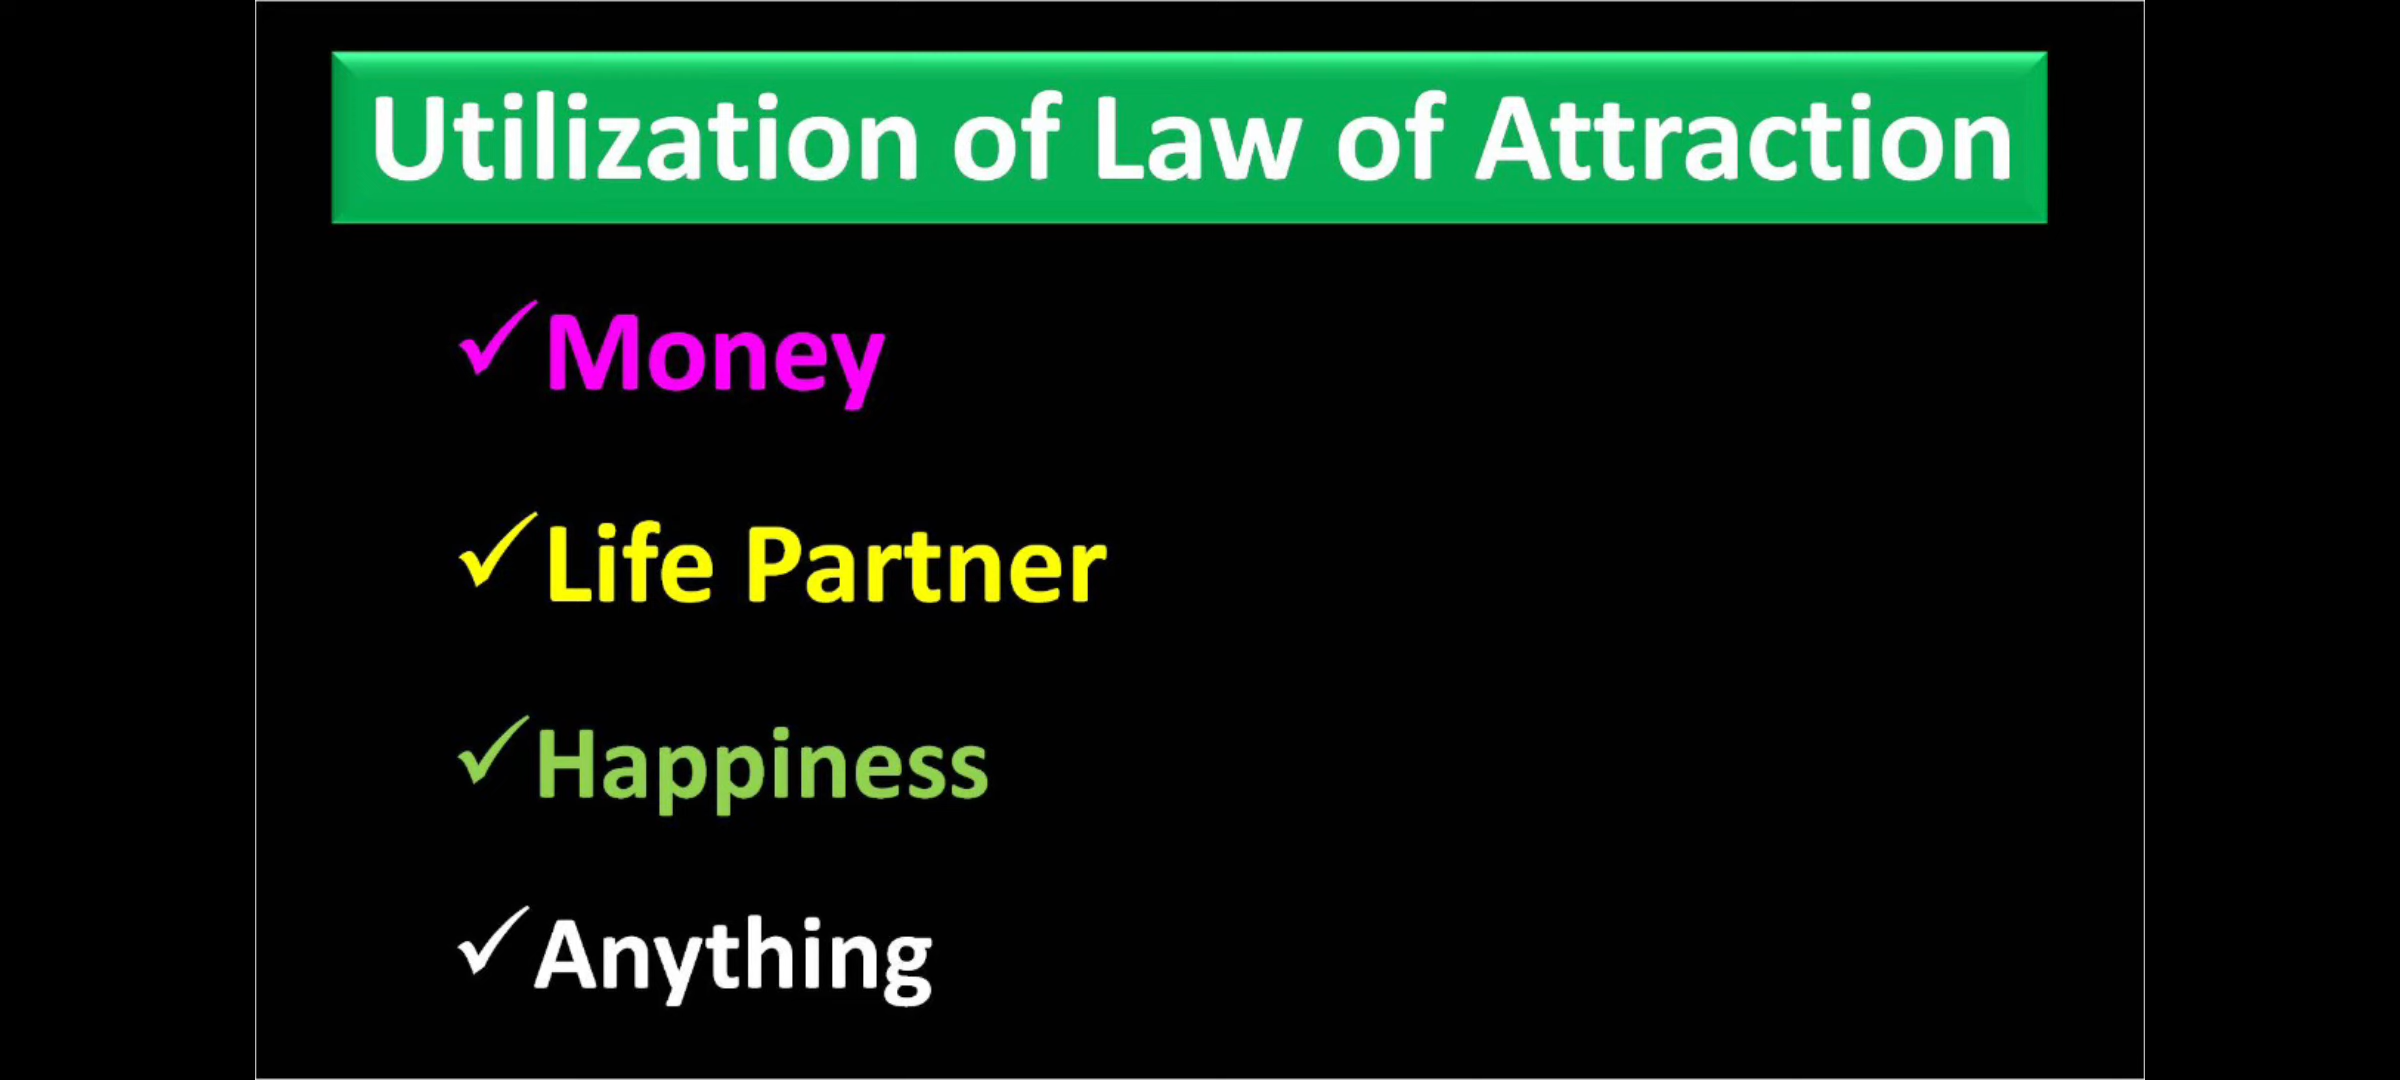 Utilization of Law of Attraction
✓Money
✓Life Partner
✓Happiness
✓Anything